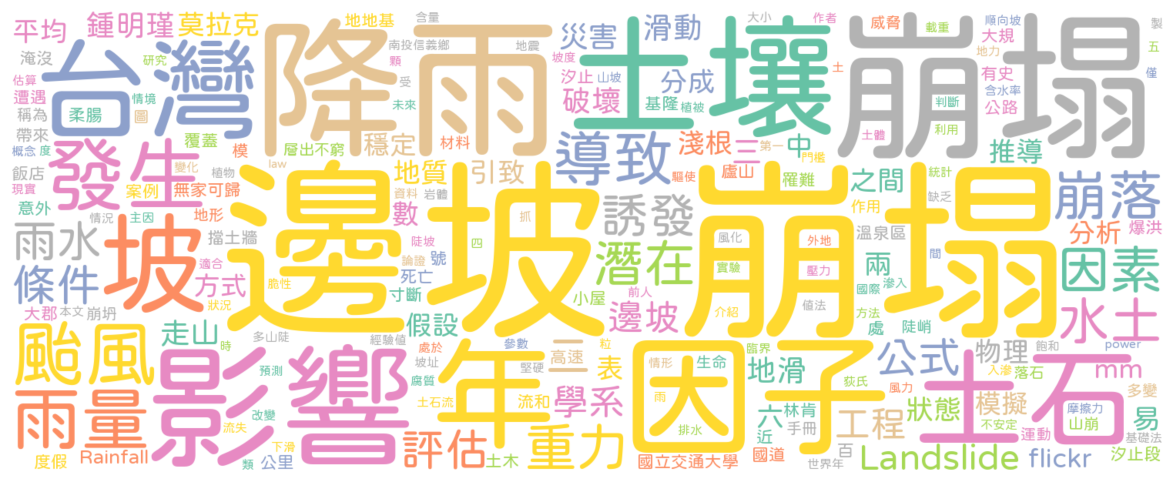 平均
鍾明瑾
莫拉克
地地基
含量
南投信義鄉
地震
災害
滑動
大小
作者
威脅
載重
順向坡
大規
地力
製
五
僅
淹沒
研究
估算
遭遇
情境
柔腸
稱為
圖
帶來
台灣
降雨
土壤
崩塌
顆
受
未來
坡度
汐止
山坡
破壞
分成
基隆
植被
土
有史
含水率
公路
判斷
利用
土體
概念
度
覆蓋
模
層出不窮
穩定
材料
law
導致
淺根
三
中
第一
門檻
推導
飯店
現實
發生
案例
變化
植物
無家可歸
地質
引致
驅使
廬山
罹難
之間
統計
缺乏
崩落
意外
情況
主因
地形
數
資料
岩體
抓
誘發
風化
外地
作用
溫泉區
間
爆洪
分析
雨水
擋土牆
坡
邊坡崩塌
陡坡
號
論證
四
潛在
實驗
壓力
兩
國際
滲入
因素
條件
適合
方式
狀況
脆性
死亡
寸斷
小屋
前人
介紹
值法
方法
處
陡峭
水土
大郡
本文
崩坍
走山
多山陡
時
經驗值
假設
邊坡
參數
粒
臨界
颱風
影響
處於
坡址
堅硬
二
高速
表
年
因子
情形
生命
地滑
荻氏
公式
物理
飽和
入滲
落石
power
mm
多變
預測
腐質
土石流
流和
學系
雨
排水
六
林肯
手冊
近
風力
狀態
模擬
土石
摩擦力
山崩
易
雨量
改變
流失
下滑
Rainfall
度假
類
公里
評估
土木
重力
國立交通大學
國道
工程
百
世界年
不安定
運動
基礎法
汐止段
Landslide
flickr